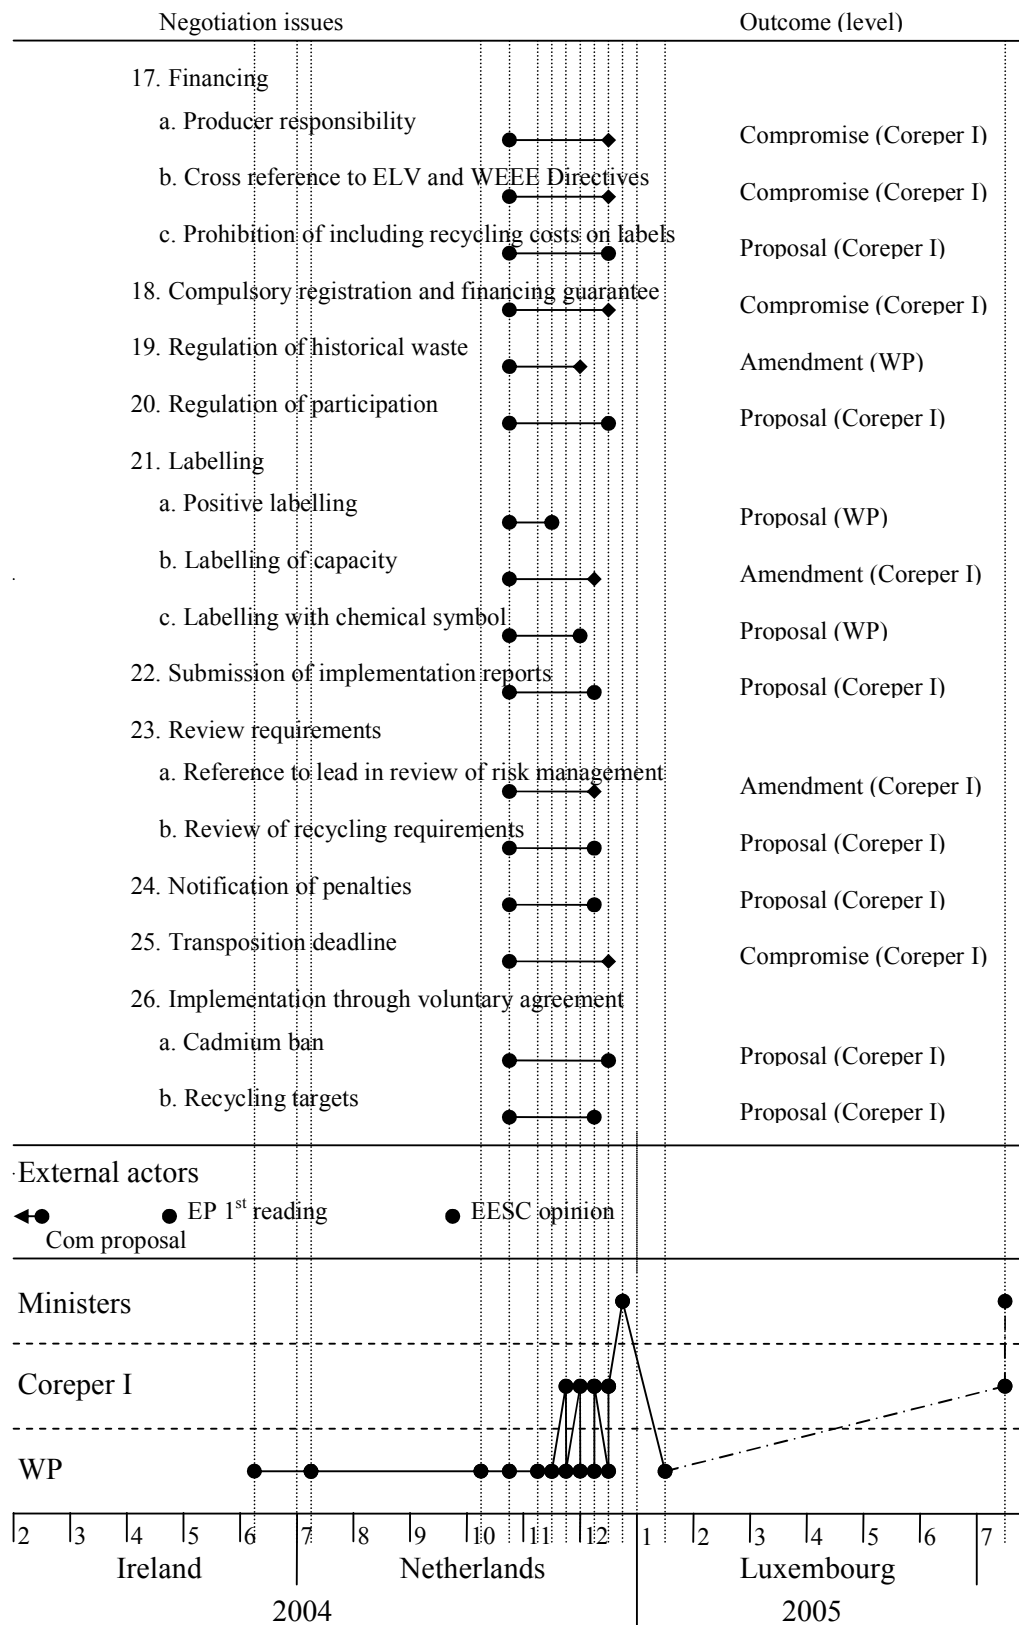 Negotiation issues Outcome (level)
17. Financing
a. Producer responsibility Compromise (Coreper I)
b. Cross reference to ELV and WEEE Directives Compromise (Coreper I)
c. Prohibition of including recycling costs on labels Proposal (Coreper I)
18. Compulsory registration and financing guarantee Compromise (Coreper I)
19. Regulation of historical waste Amendment (WP)
20. Regulation of participation Proposal (Coreper I)
21. Labelling
a. Positive labelling Proposal (WP)
b. Labelling of capacity Amendment (Coreper I)
c. Labelling with chemical symbol Proposal (WP)
22. Submission of implementation reports Proposal (Coreper I)
23. Review requirements
a. Reference to lead in review of risk management Amendment (Coreper I)
b. Review of recycling requirements Proposal (Coreper I)
24. Notification of penalties Proposal (Coreper I)
25. Transposition deadline Compromise (Coreper I)
26. Implementation through voluntary agreement
a. Cadmium ban Proposal (Coreper I)
b. Recycling targets Proposal (Coreper I)
External actors
EP 1st reading EESC opinion
Com proposal
Ministers
Coreper I
WP
2 3 4 5 6 7 8 9 10 11 12 1 2 3 4 5 6 7
Ireland Netherlands Luxembourg
2004 2005